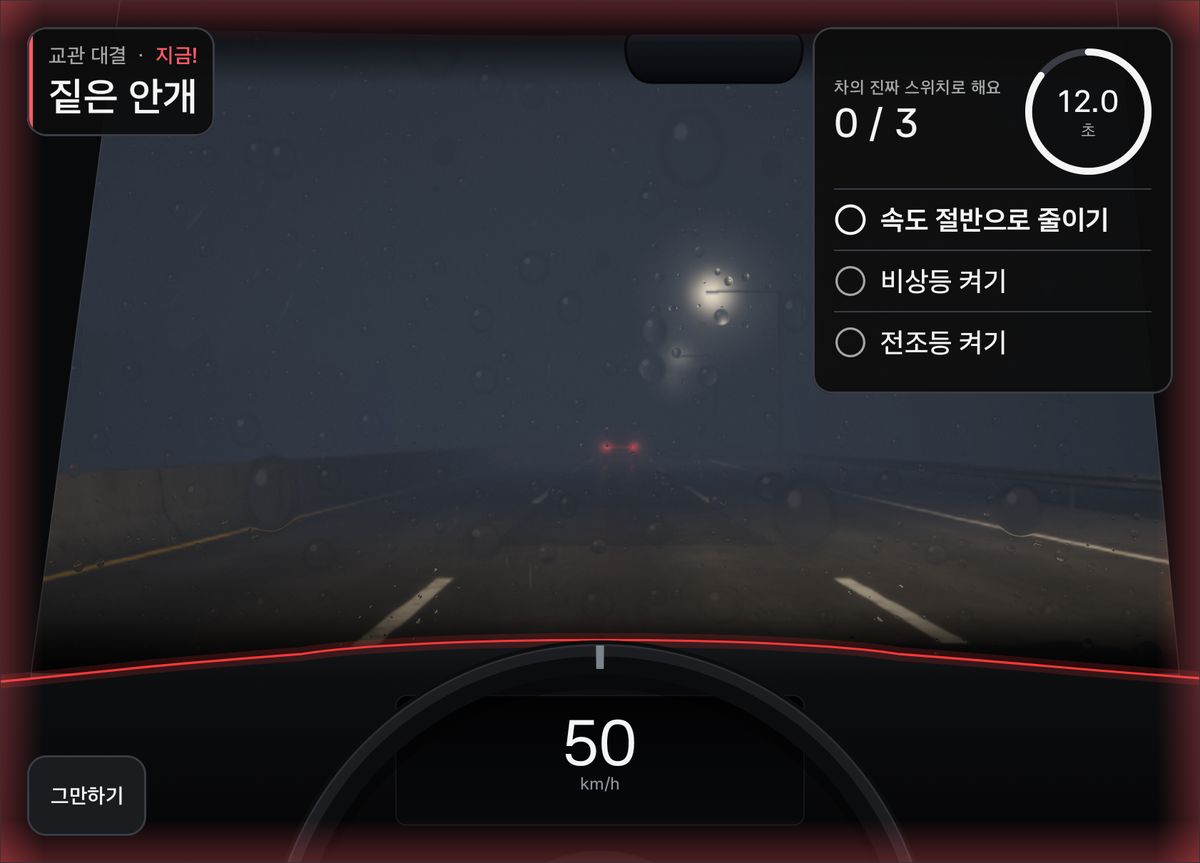 교관 대결 · 지금!
짙은 안개
차의 진짜 스위치로 해요
0 / 3
12.0
초
속도 절반으로 줄이기
비상등 켜기
전조등 켜기
50
km/h
그만하기